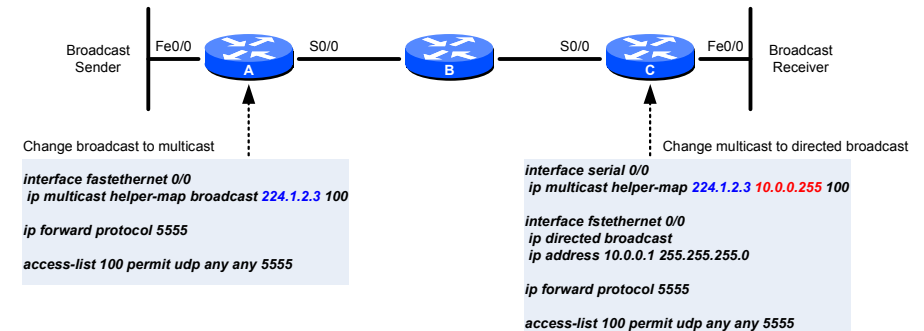 Broadcast
Sender
Fe0/0
A
S0/0
B
S0/0
C
Fe0/0
Broadcast
Receiver
Change broadcast to multicast
interface fastethernet 0/0
ip multicast helper-map broadcast 224.1.2.3 100
ip forward protocol 5555
access-list 100 permit udp any any 5555
Change multicast to directed broadcast
interface serial 0/0
ip multicast helper-map 224.1.2.3 10.0.0.255 100
interface fstethernet 0/0
ip directed broadcast
ip address 10.0.0.1 255.255.255.0
ip forward protocol 5555
access-list 100 permit udp any any 5555